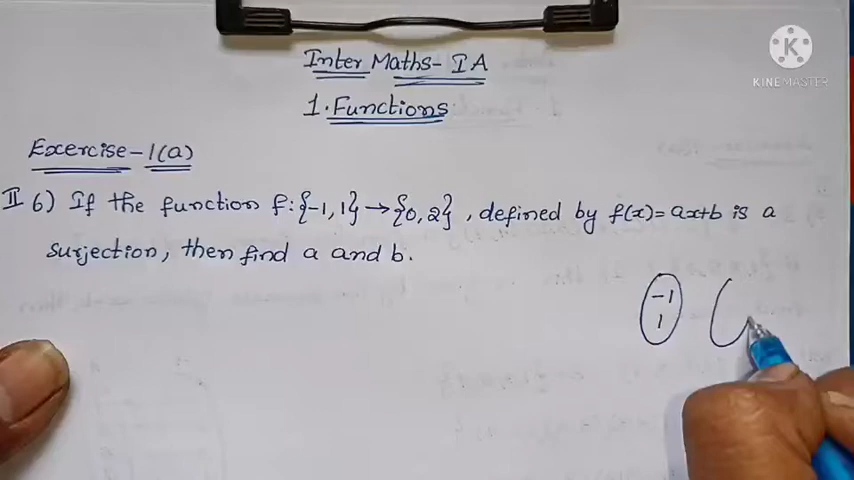 Inter Maths- IA
1. Functions
K
KINEMASTER
Exercise-1(a)
II 6) If the function f:{-1, 1} → {0, 2} , defined by f(x)= ax+b is a
surjection, then find a and b.
-1
1